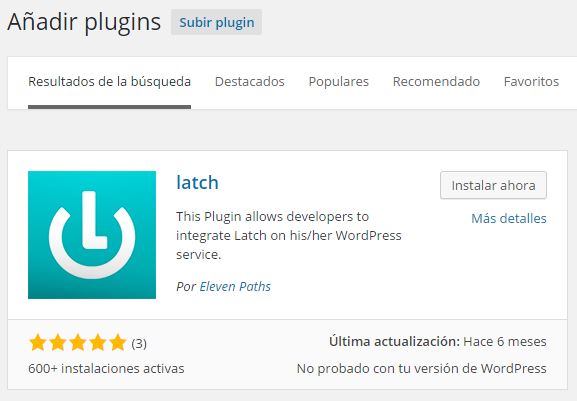 Añadir plugins Subir plugin
Resultados de la búsqueda Destacados Populares Recomendado Favoritos
latch Instalar ahora
Más detalles
This Plugin allows developers to
integrate Latch on his/her WordPress
service.
Por Eleven Paths
(3) Última actualización: Hace 6 meses
600+ instalaciones activas No probado con tu versión de WordPress